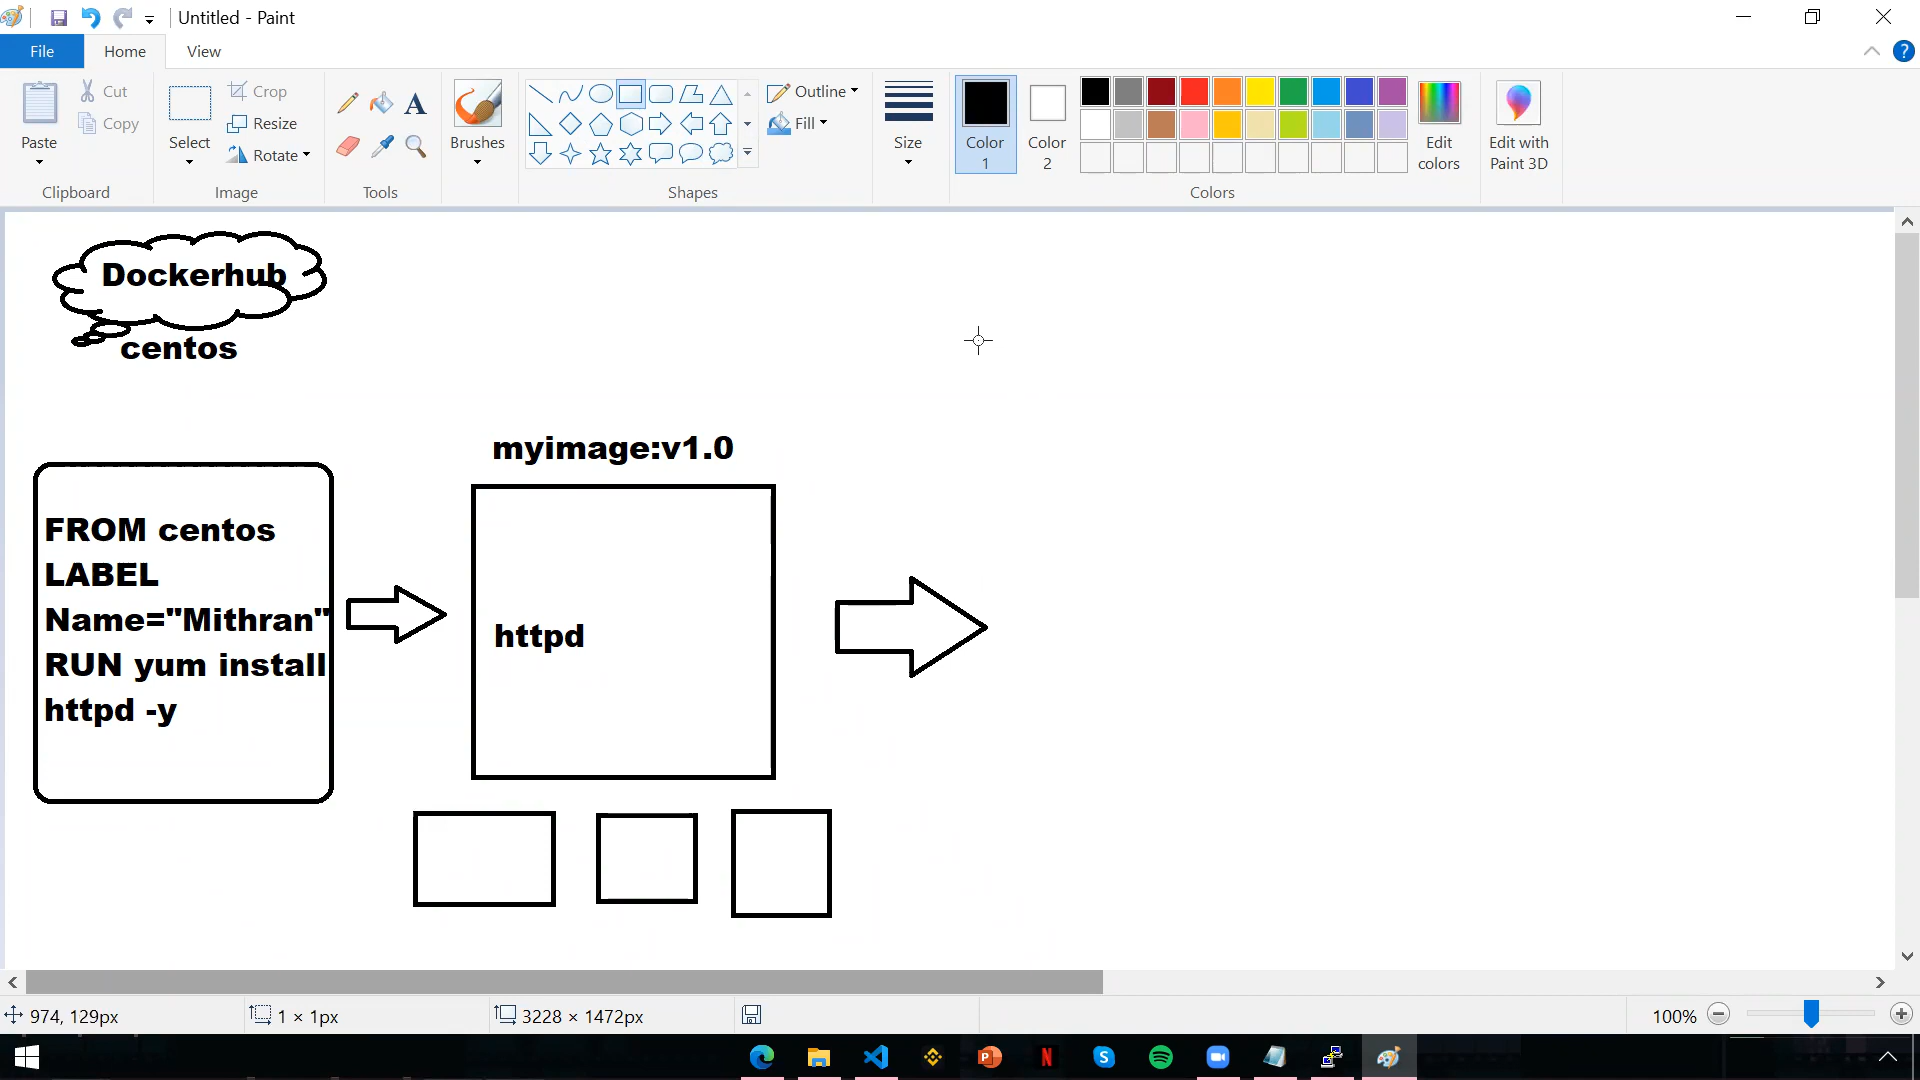 Untitled - Paint
File
Home
View
Paste
Cut
Copy
Clipboard
Select
Crop
Resize
Rotate
Image
A
Tools
Brushes
Outline
Fill
Shapes
Size
Color
1
Color
2
Edit
colors
Colors
Edit with
Paint 3D
?
Dockerhub
centos
myimage:v1.0
FROM centos
LABEL
Name="Mithran"
RUN yum install
httpd -y
httpd
974, 129px
1 × 1px
3228 × 1472px
100%
P
N
S